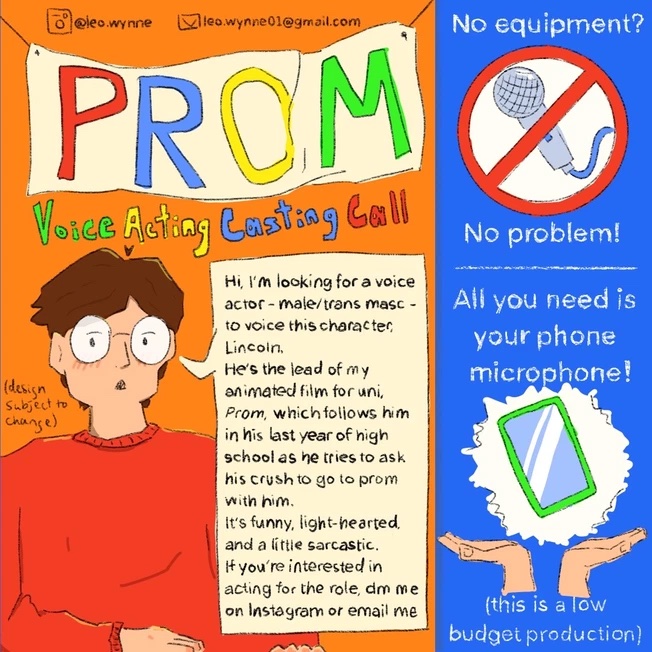 @leo.wynne leo.wynne01@gmail.com
PROM
Voice Acting Casting Call
Hi, I'm looking for a voice
actor - male/trans masc -
to voice this character,
Lincoln.
He's the lead of my
animated film for uni,
Prom, which follows him
in his last year of high
school as he tries to ask
his crush to go to prom
with him.
It's funny, light-hearted,
and a little sarcastic.
If you're interested in
acting for the role, dm me
on Instagram or email me
(design
subject to
change)
No equipment?
No problem!
All you need is
your phone
microphone!
(this is a low
budget production)